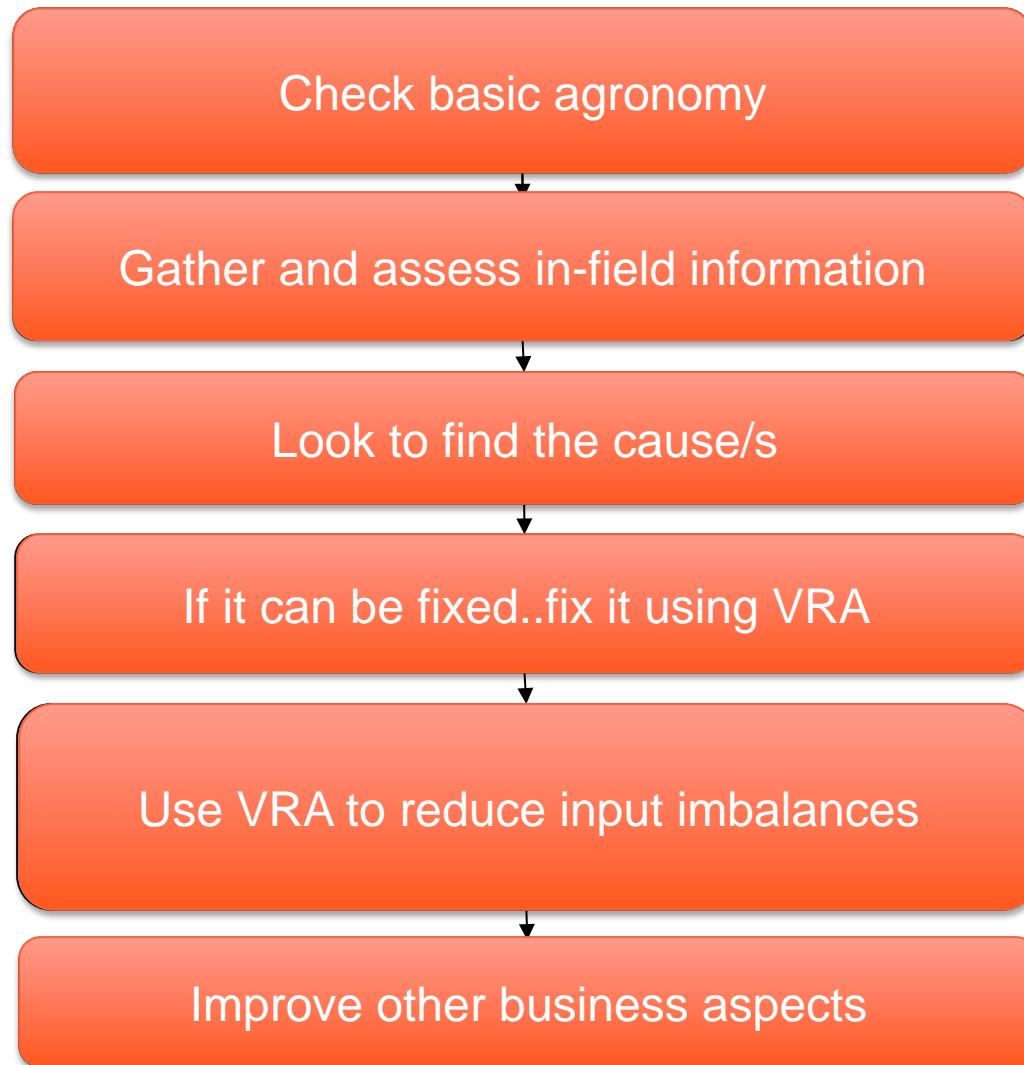 Check basic agronomy
Gather and assess in-field information
Look to find the cause/s
If it can be fixed..fix it using VRA
Use VRA to reduce input imbalances
Improve other business aspects